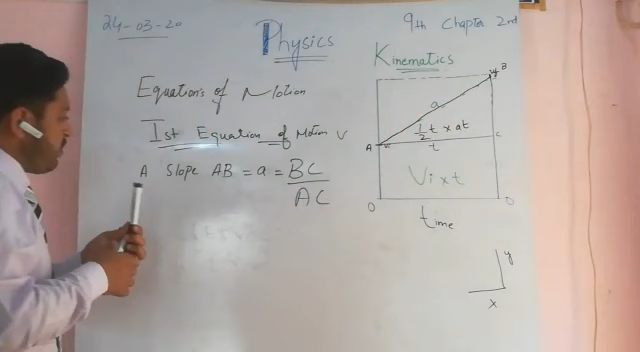 24-03-20
9th Chapter 2nd
Physics
Kinematics
Equation's of Motion
Ist Equation of Motion
A Slope AB = a = BC
AC
B
a
1/2 t x at
A
C
t
Vi x t
O
D
time
y
x